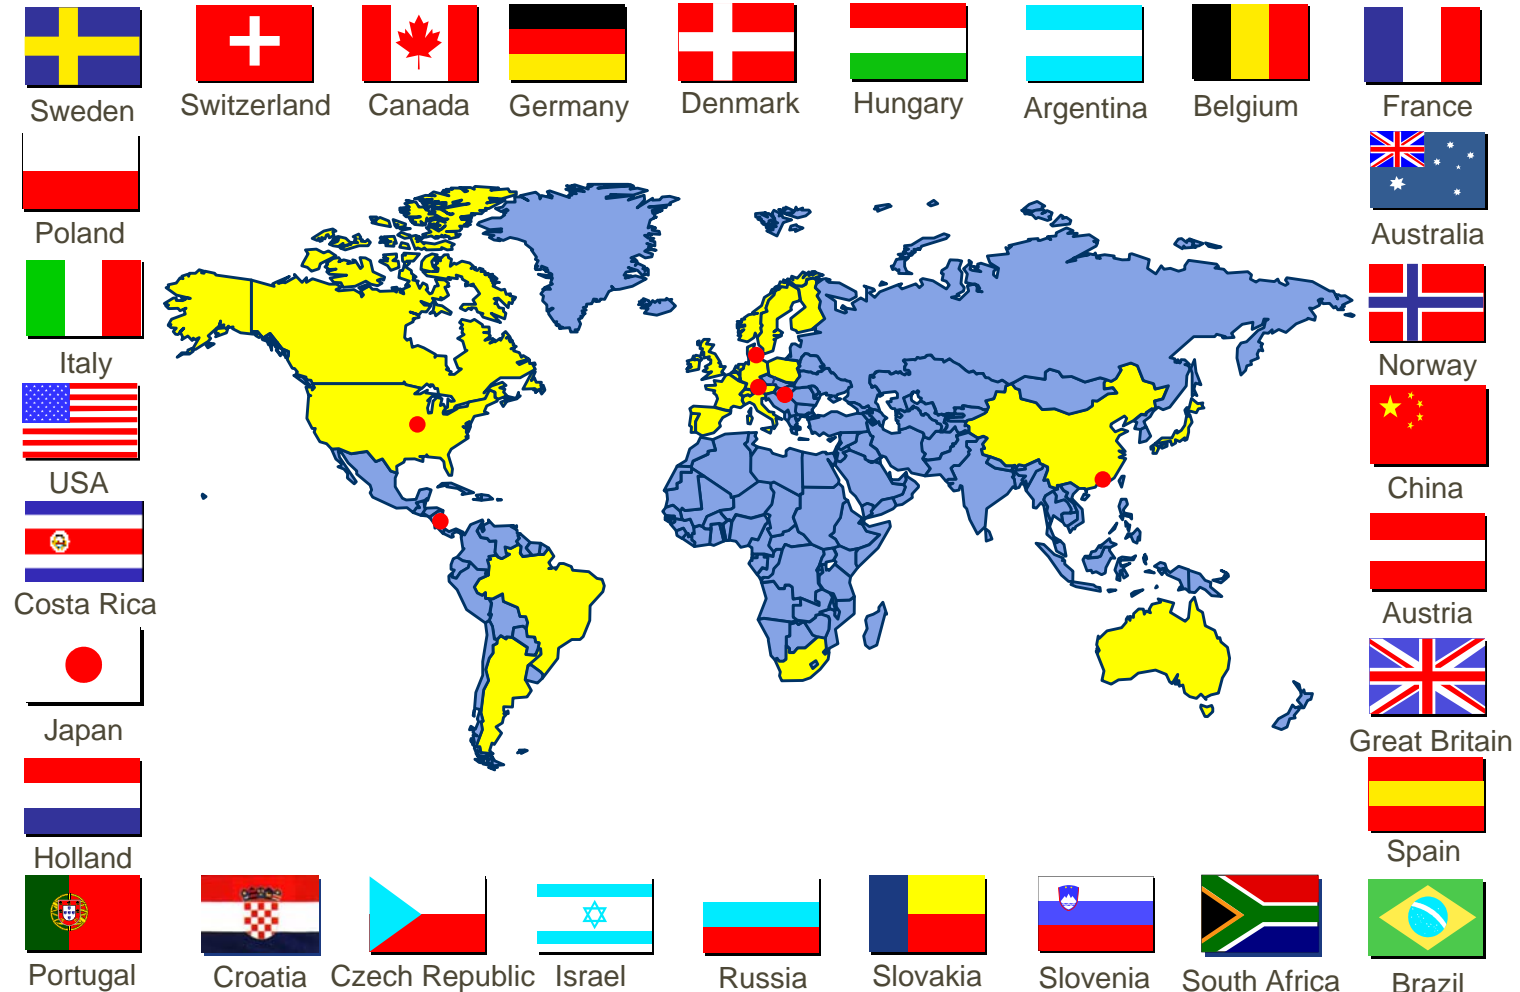 Sweden
Switzerland
Canada
Germany
Denmark
Hungary
Argentina
Belgium
France
Poland
Australia
Italy
Norway
USA
China
Costa Rica
Austria
Japan
Great Britain
Holland
Spain
Portugal
Croatia
Czech Republic
Israel
Russia
Slovakia
Slovenia
South Africa
Brazil